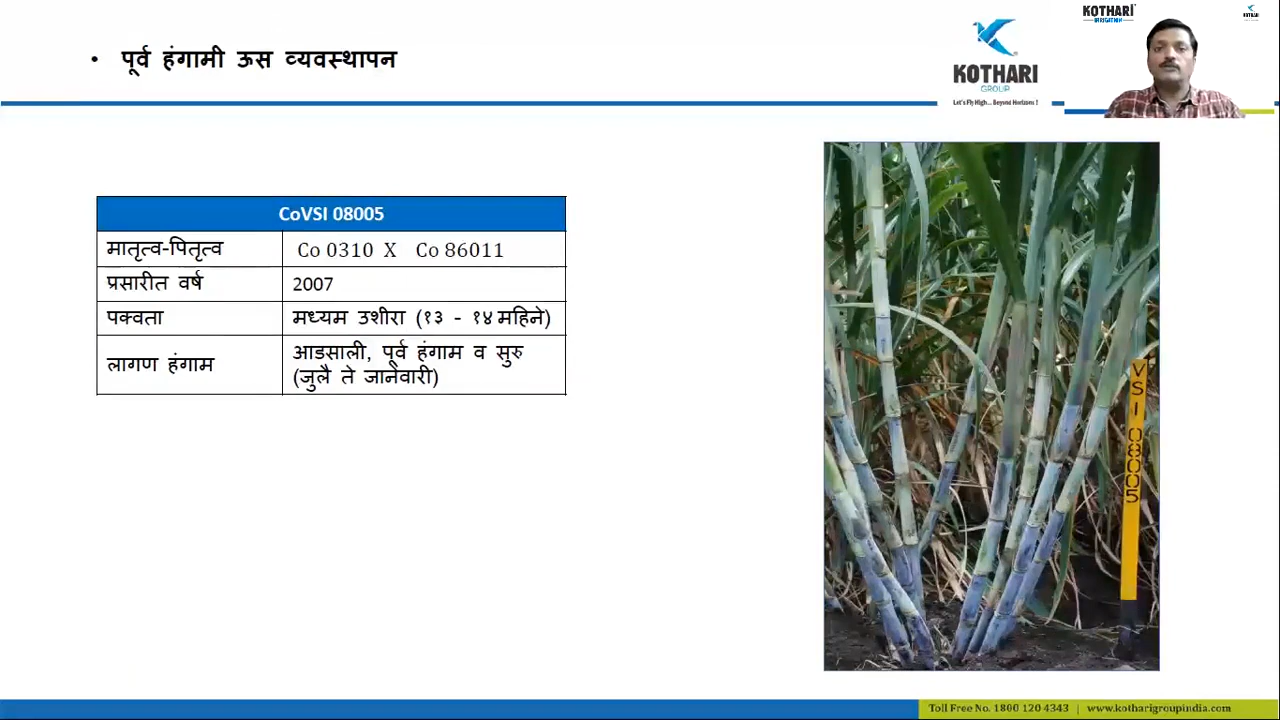 • पूर्व हंगामी ऊस व्यवस्थापन
KOTHARI
GROUP
Let's Fly High... Beyond Horizons !
KOTHARI
IRRIGATION
KOTHARI
CoVSI 08005
मातृत्व-पितृत्व Co 0310 X Co 86011
प्रसारीत वर्ष 2007
पक्वता मध्यम उशीरा (१३ - १४ महिने)
लागण हंगाम आडसाली, पूर्व हंगाम व सुरु
(जुलै ते जानेवारी)
VSI 08005
Toll Free No. 1800 120 4343 | www.kotharigroupindia.com